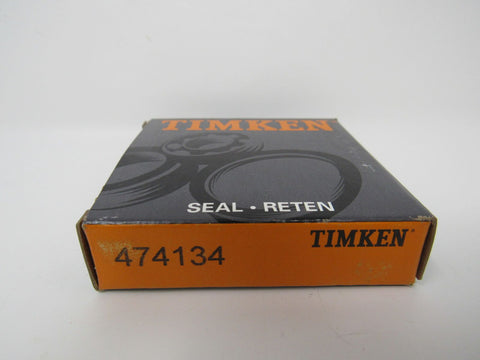 TIMKEN
SEAL • RETEN
474134
TIMKEN®